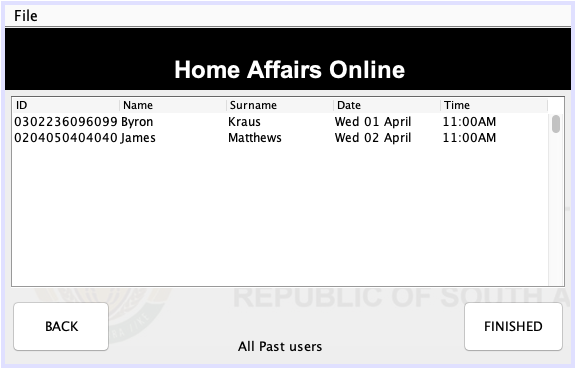 File
Home Affairs Online
ID Name Surname Date Time
0302236096099 Byron Kraus Wed 01 April 11:00AM
0204050404040 James Matthews Wed 02 April 11:00AM
REPUBLIC OF SOUTH A
BACK
FINISHED
All Past users